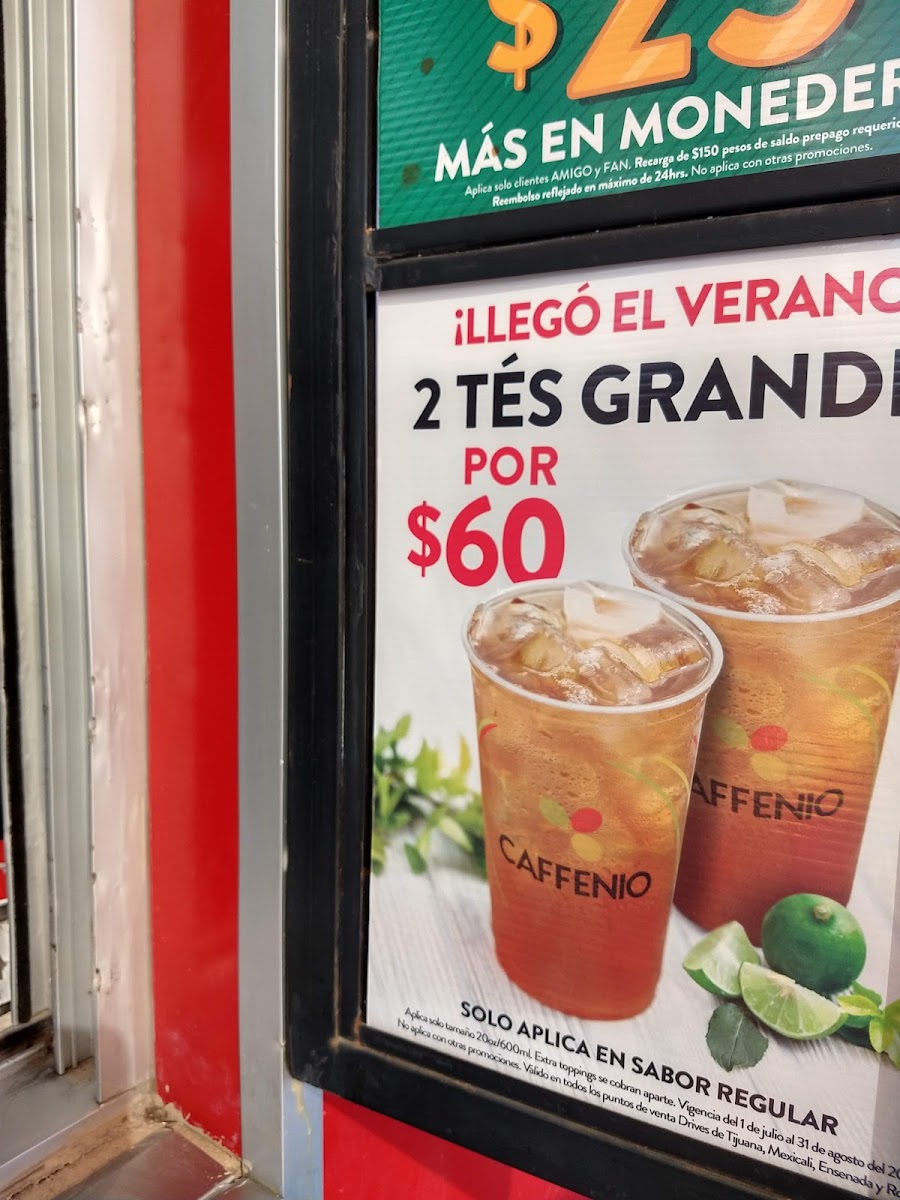 MÁS EN MONEDER
Aplica solo clientes AMIGO y FAN. Recarga de $150 pesos de saldo prepago
Reembolso reflejado en máximo de 24hrs. No aplica con otras promociones.
¡LLEGÓ EL VERANO
2 TÉS GRAND
POR
$60
CAFFENIO
AFFENIO
SOLO APLICA EN SABOR REGULAR
Aplica solo tamaño 20oz/600ml. Extra toppings se cobran aparte. Vigencia del 1 de julio al 31 de agosto del 20
No aplica con otras promociones. Válido en todos los puntos de venta Drives de Tijuana, Mexicali, Ensenada y